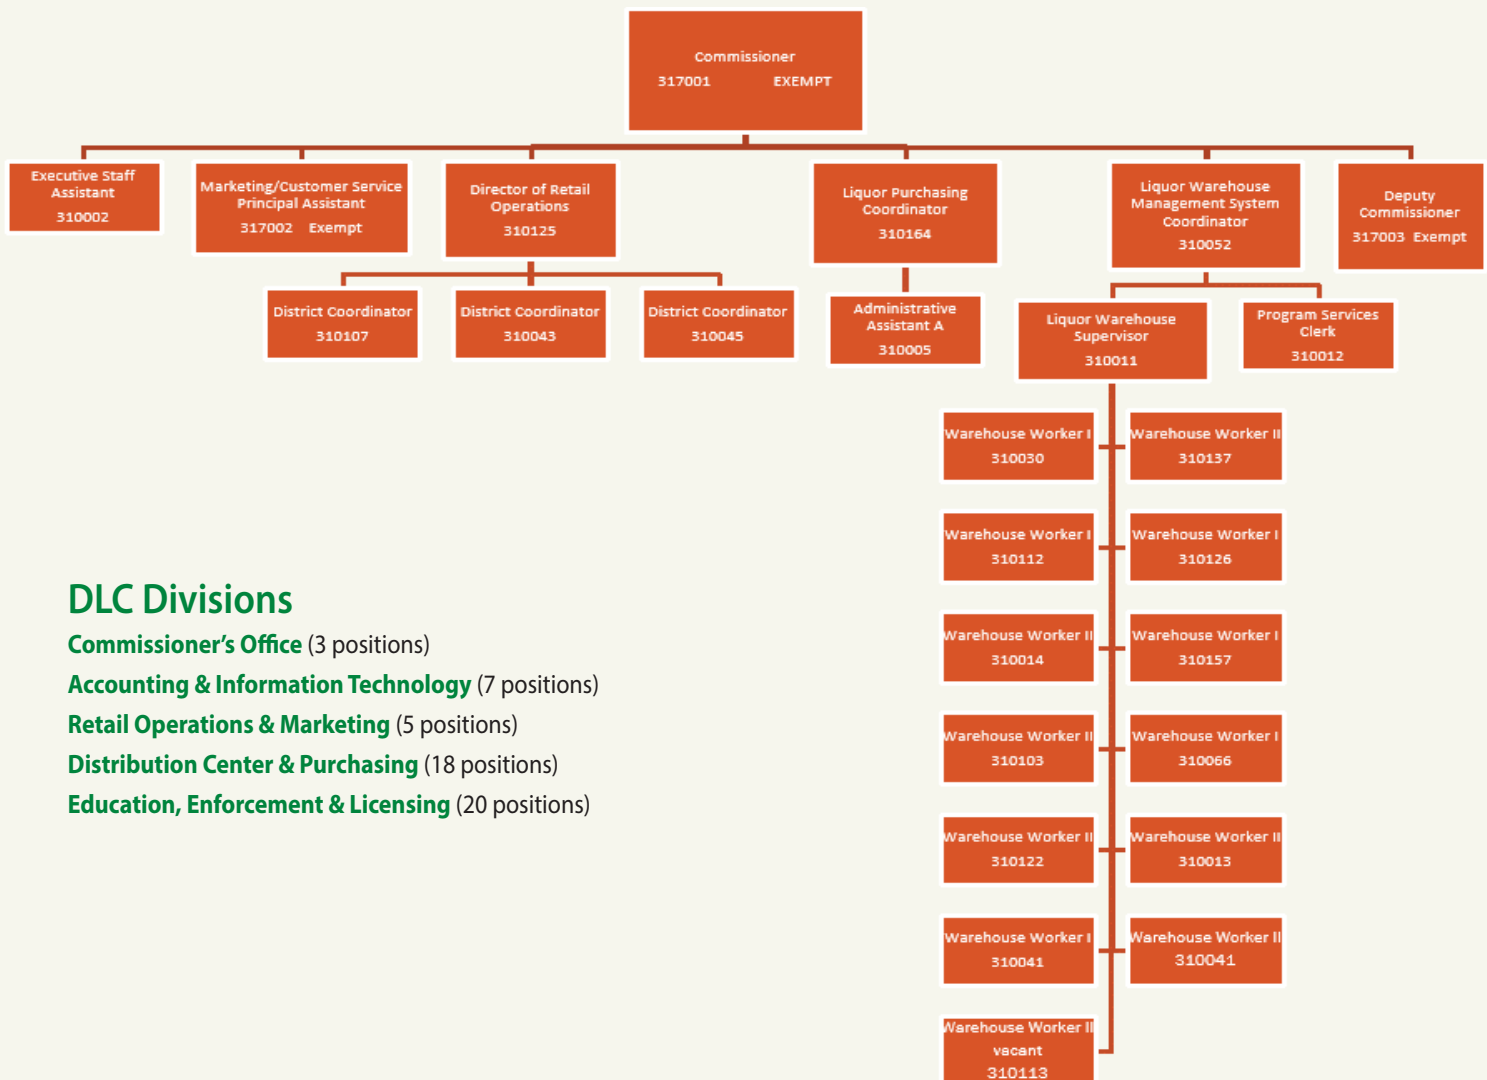 Commissioner
317001 EXEMPT
Executive Staff
Assistant
310002
Marketing/Customer Service
Principal Assistant
317002 Exempt
Director of Retail
Operations
310125
Liquor Purchasing
Coordinator
310164
Liquor Warehouse
Management System
Coordinator
310052
Deputy
Commissioner
317003 Exempt
District Coordinator
310107
District Coordinator
310043
District Coordinator
310045
Administrative
Assistant A
310005
Liquor Warehouse
Supervisor
310011
Program Services
Clerk
310012
Warehouse Worker I
310030
Warehouse Worker II
310137
Warehouse Worker I
310112
Warehouse Worker I
310126
Warehouse Worker II
310014
Warehouse Worker I
310157
Warehouse Worker II
310103
Warehouse Worker I
310066
Warehouse Worker II
310122
Warehouse Worker II
310013
Warehouse Worker I
310041
Warehouse Worker II
310041
Warehouse Worker II
vacant
310113
DLC Divisions
Commissioner's Office (3 positions)
Accounting & Information Technology (7 positions)
Retail Operations & Marketing (5 positions)
Distribution Center & Purchasing (18 positions)
Education, Enforcement & Licensing (20 positions)